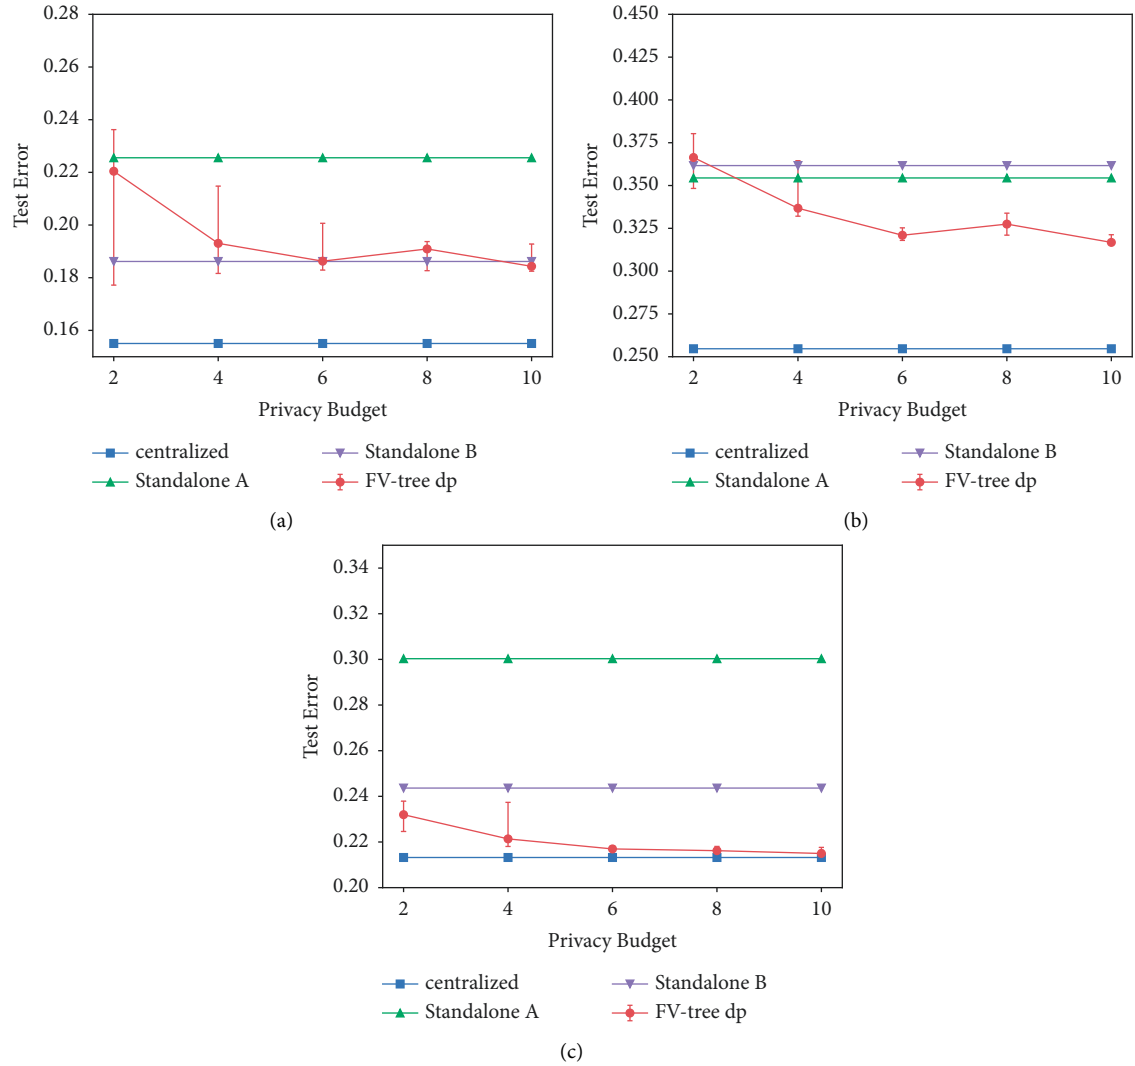 0.28
0.26
0.24
0.22
0.20
0.18
0.16
Test Error
2 4 6 8 10
Privacy Budget
centralized
Standalone A
Standalone B
FV-tree dp
(a)
0.450
0.425
0.400
0.375
0.350
0.325
0.300
0.275
0.250
Test Error
2 4 6 8 10
Privacy Budget
centralized
Standalone A
Standalone B
FV-tree dp
(b)
0.34
0.32
0.30
0.28
0.26
0.24
0.22
0.20
Test Error
2 4 6 8 10
Privacy Budget
centralized
Standalone A
Standalone B
FV-tree dp
(c)